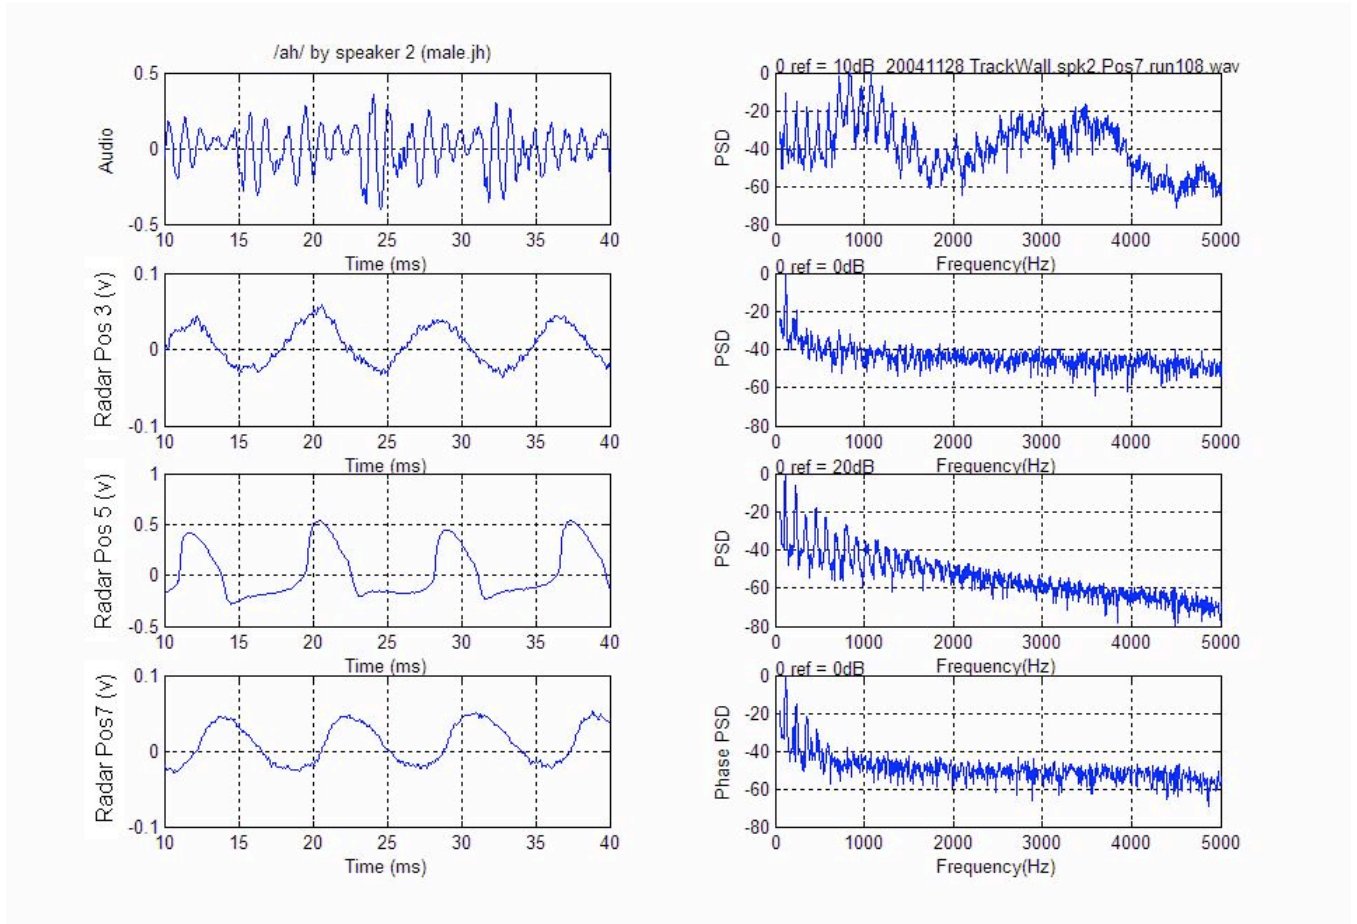 /ah/ by speaker 2 (male.jh)
0.5
0
-0.5
Audio
10 15 20 25 30 35 40
Time (ms)
0 ref = 10dB 20041128 TrackWall.spk2.Pos7.run108.wav
0
-20
-40
-60
-80
PSD
0 1000 2000 3000 4000 5000
Frequency(Hz)
0.1
0
-0.1
Radar Pos 3 (v)
10 15 20 25 30 35 40
Time (ms)
0 ref = 0dB
0
-20
-40
-60
-80
PSD
0 1000 2000 3000 4000 5000
Frequency(Hz)
1
0.5
0
-0.5
Radar Pos 5 (v)
10 15 20 25 30 35 40
Time (ms)
0 ref = 20dB
0
-20
-40
-60
-80
PSD
0 1000 2000 3000 4000 5000
Frequency(Hz)
0.1
0
-0.1
Radar Pos7 (v)
10 15 20 25 30 35 40
Time (ms)
0 ref = 0dB
0
-20
-40
-60
-80
Phase PSD
0 1000 2000 3000 4000 5000
Frequency(Hz)